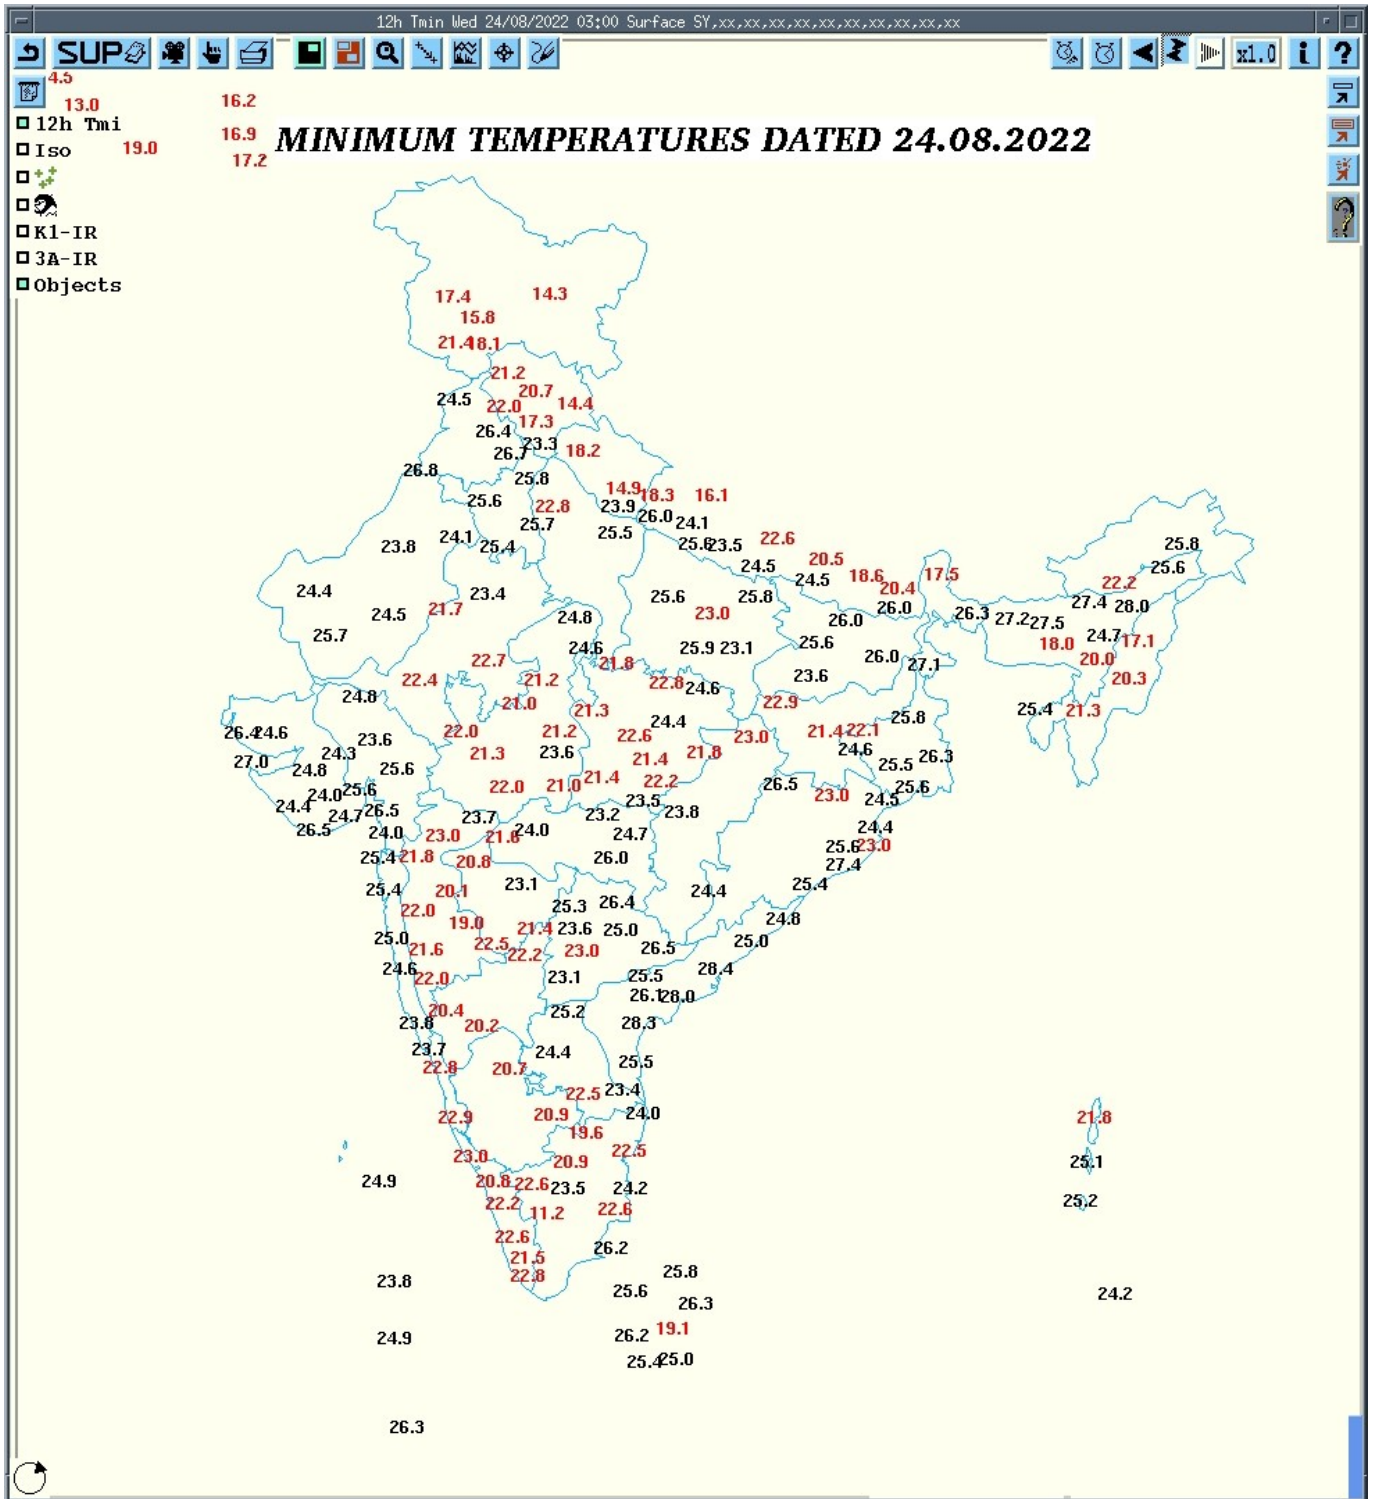 12h Tmin Wed 24/08/2022 03:00 Surface SY,xx,xx,xx,xx,xx,xx,xx,xx,xx,xx
SUP x1.0 i ?
4.5
13.0 16.2
12h Tmi
16.9 MINIMUM TEMPERATURES DATED 24.08.2022
Iso 19.0 17.2
K1-IR
3A-IR
Objects
17.4 14.3
15.8
21.4 18.1
21.2
20.7
24.5 22.0 14.4
17.3
26.4 23.3
26.7 18.2
26.8
25.8
14.9 18.3 16.1
25.6 22.8 23.9
26.0 24.1
25.7
24.1 25.5 22.6
23.8 25.4 25.6 23.5 25.8
20.5
24.5 25.6
24.5 18.6 17.5
22.2
24.4 23.4 25.6 25.8 20.4
27.4 28.0
24.5 21.7 24.8 23.0 26.0 26.3
26.0 27.2 27.5
25.7 24.7 17.1
24.6 25.9 23.1 25.6 18.0
22.7 21.8 26.0 27.1 20.0
22.4 21.2 22.8 24.6 23.6 20.3
24.8 21.0 21.3 22.9 25.4 21.3
24.4 25.8
26.4 24.6 22.0 21.2 22.6 23.0 21.4 22.1
23.6
24.3 21.3 23.6 21.8 24.6 26.3
27.0 24.8 25.6 21.4 25.5
21.4 22.2
25.6 22.0 21.0 26.5 25.6
24.0 23.5 23.0 24.5
24.4 24.7 26.5 23.7 23.2 23.8
26.5 24.0 23.0 21.6 24.0 24.7 24.4
25.6 23.0
25.4 21.8 20.8 26.0 27.4
25.4 20.1 23.1 24.4 25.4
26.4
22.0 25.3
19.0 21.4 23.6 25.0 24.8
25.0 21.6 22.5 22.2 23.0 26.5 25.0
24.6 22.0 23.1 25.5 28.4
26.1 28.0
20.4 25.2
23.8 20.2 28.3
23.7 24.4
22.8 20.7 25.5
22.5 23.4
22.9 20.9 24.0 21.8
19.6
23.0 20.9 22.5 25.1
24.9 20.8 22.6 23.5 24.2
22.2 11.2 22.6 25.2
22.6
21.5 26.2
23.8 22.8 25.8
25.6 24.2
26.3
24.9 26.2 19.1
25.4 25.0
26.3